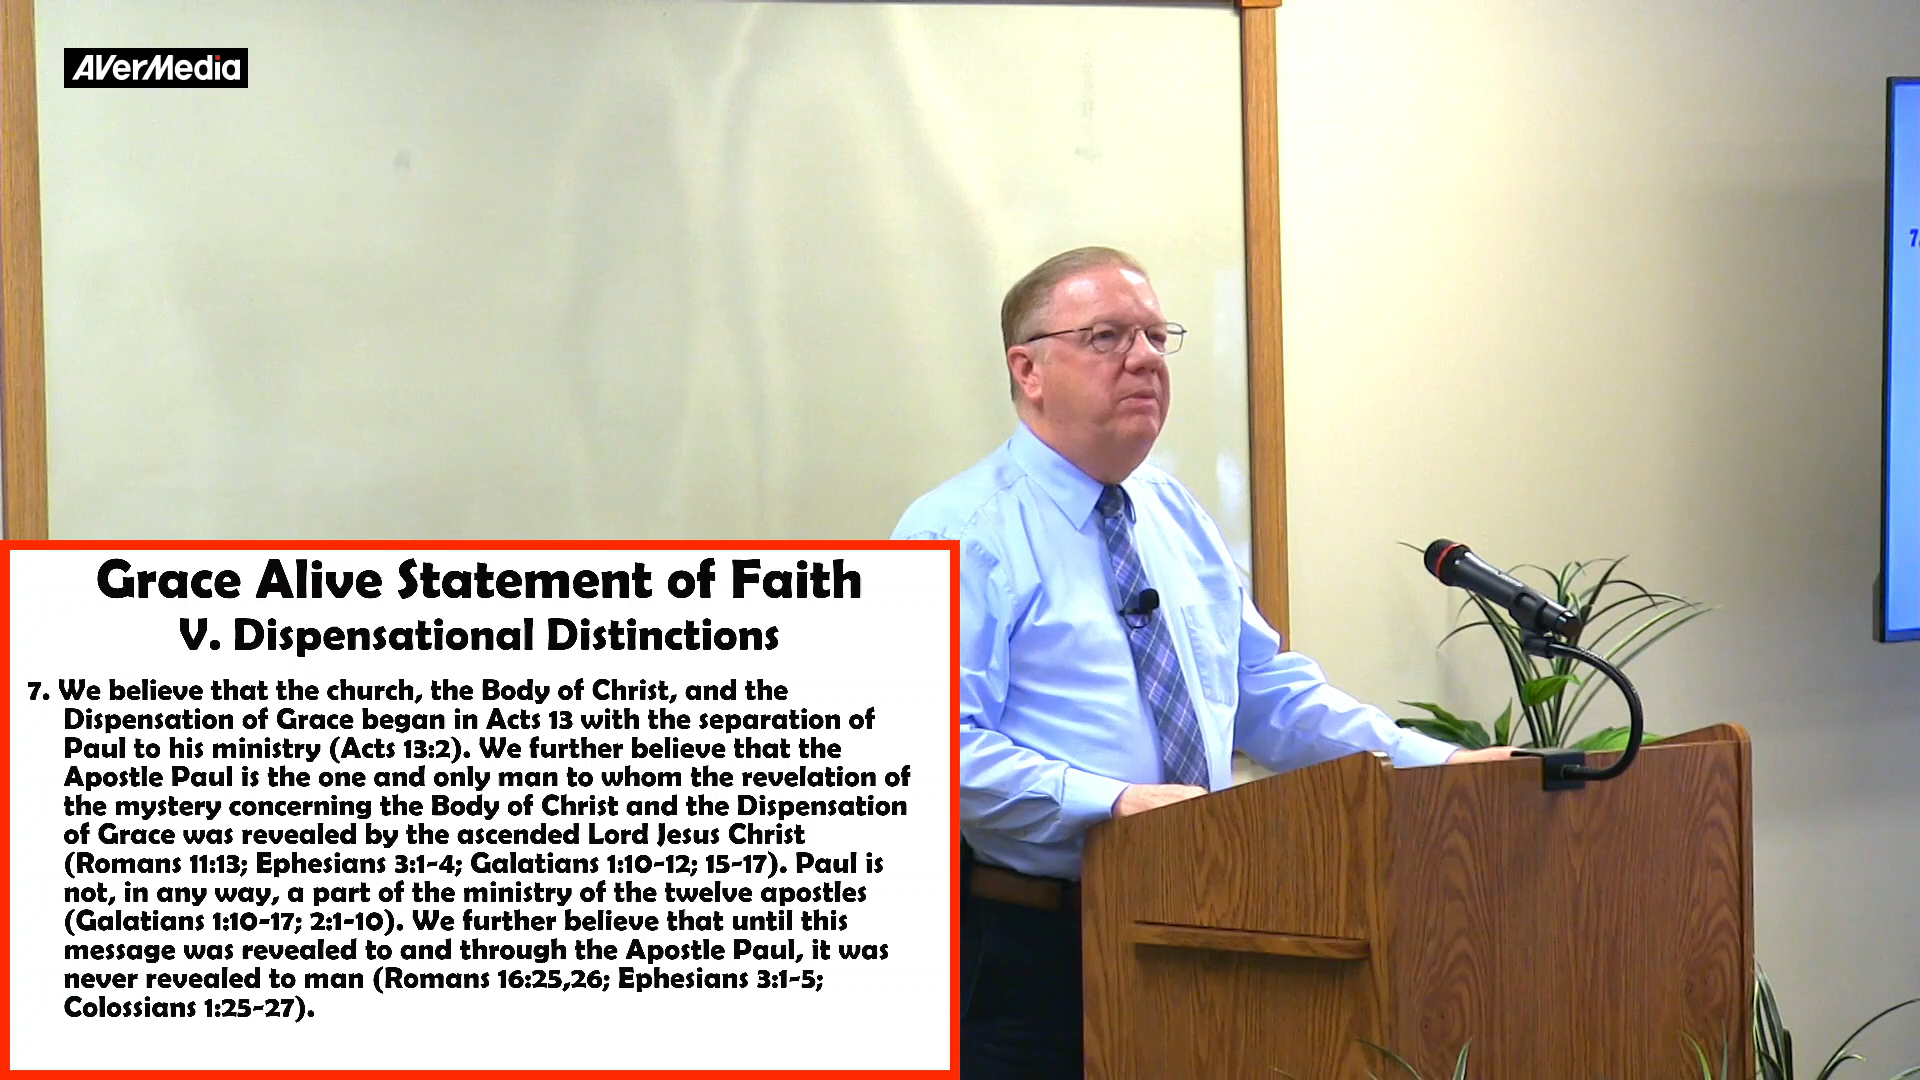 AVerMedia
Grace Alive Statement of Faith
V. Dispensational Distinctions
7. We believe that the church, the Body of Christ, and the
Dispensation of Grace began in Acts 13 with the separation of
Paul to his ministry (Acts 13:2). We further believe that the
Apostle Paul is the one and only man to whom the revelation of
the mystery concerning the Body of Christ and the Dispensation
of Grace was revealed by the ascended Lord Jesus Christ
(Romans 11:13; Ephesians 3:1-4; Galatians 1:10-12; 15-17). Paul is
not, in any way, a part of the ministry of the twelve apostles
(Galatians 1:10-17; 2:1-10). We further believe that until this
message was revealed to and through the Apostle Paul, it was
never revealed to man (Romans 16:25,26; Ephesians 3:1-5;
Colossians 1:25-27).
7.